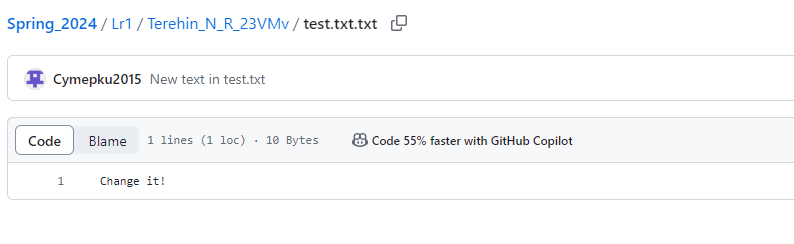 Spring_2024 / Lr1 / Terehin_N_R_23VMv / test.txt.txt
Cymepku2015 New text in test.txt
Code Blame 1 lines (1 loc) · 10 Bytes Code 55% faster with GitHub Copilot
1 Change it!